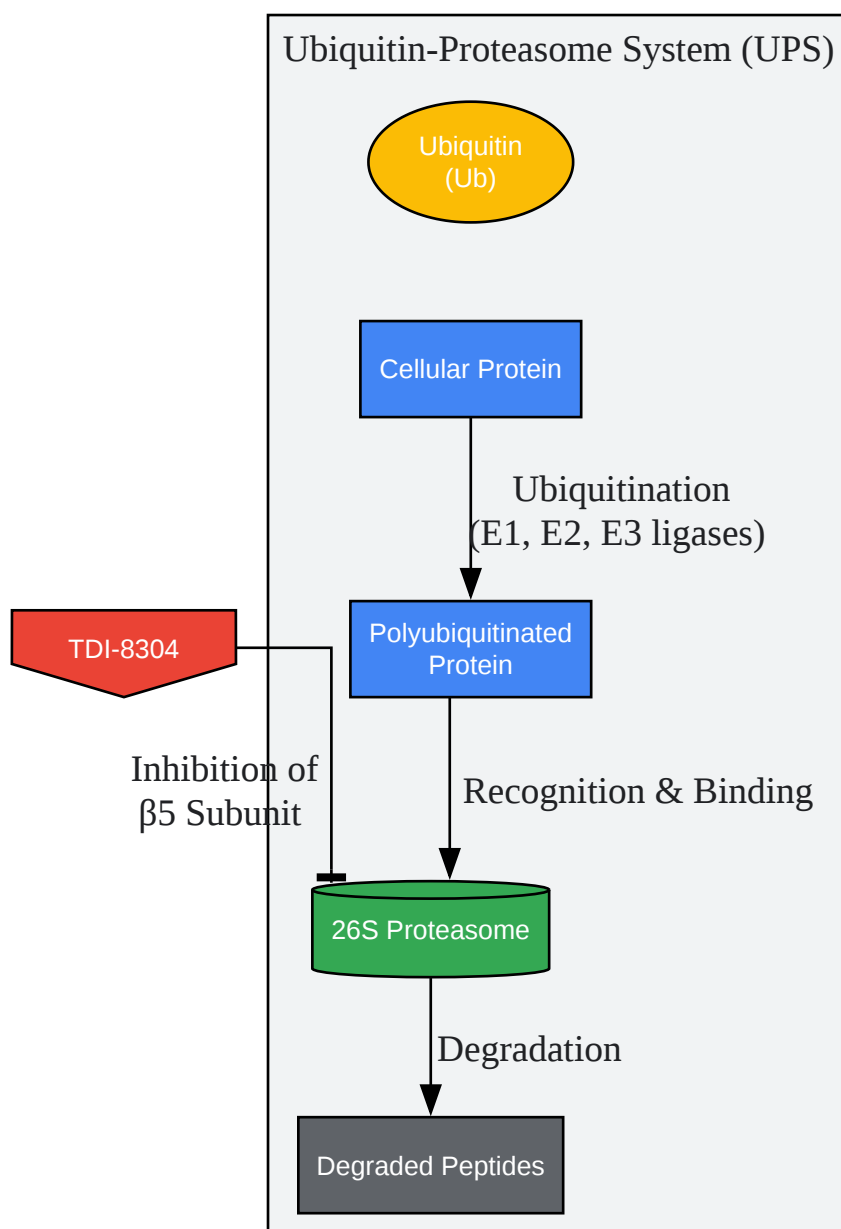 Ubiquitin-Proteasome System (UPS)
Ubiquitin
(Ub)
Cellular Protein
Ubiquitination
(E1, E2, E3 ligases)
TDI-8304
Polyubiquitinated
Protein
Inhibition of
β5 Subunit
Recognition & Binding
26S Proteasome
Degradation
Degraded Peptides